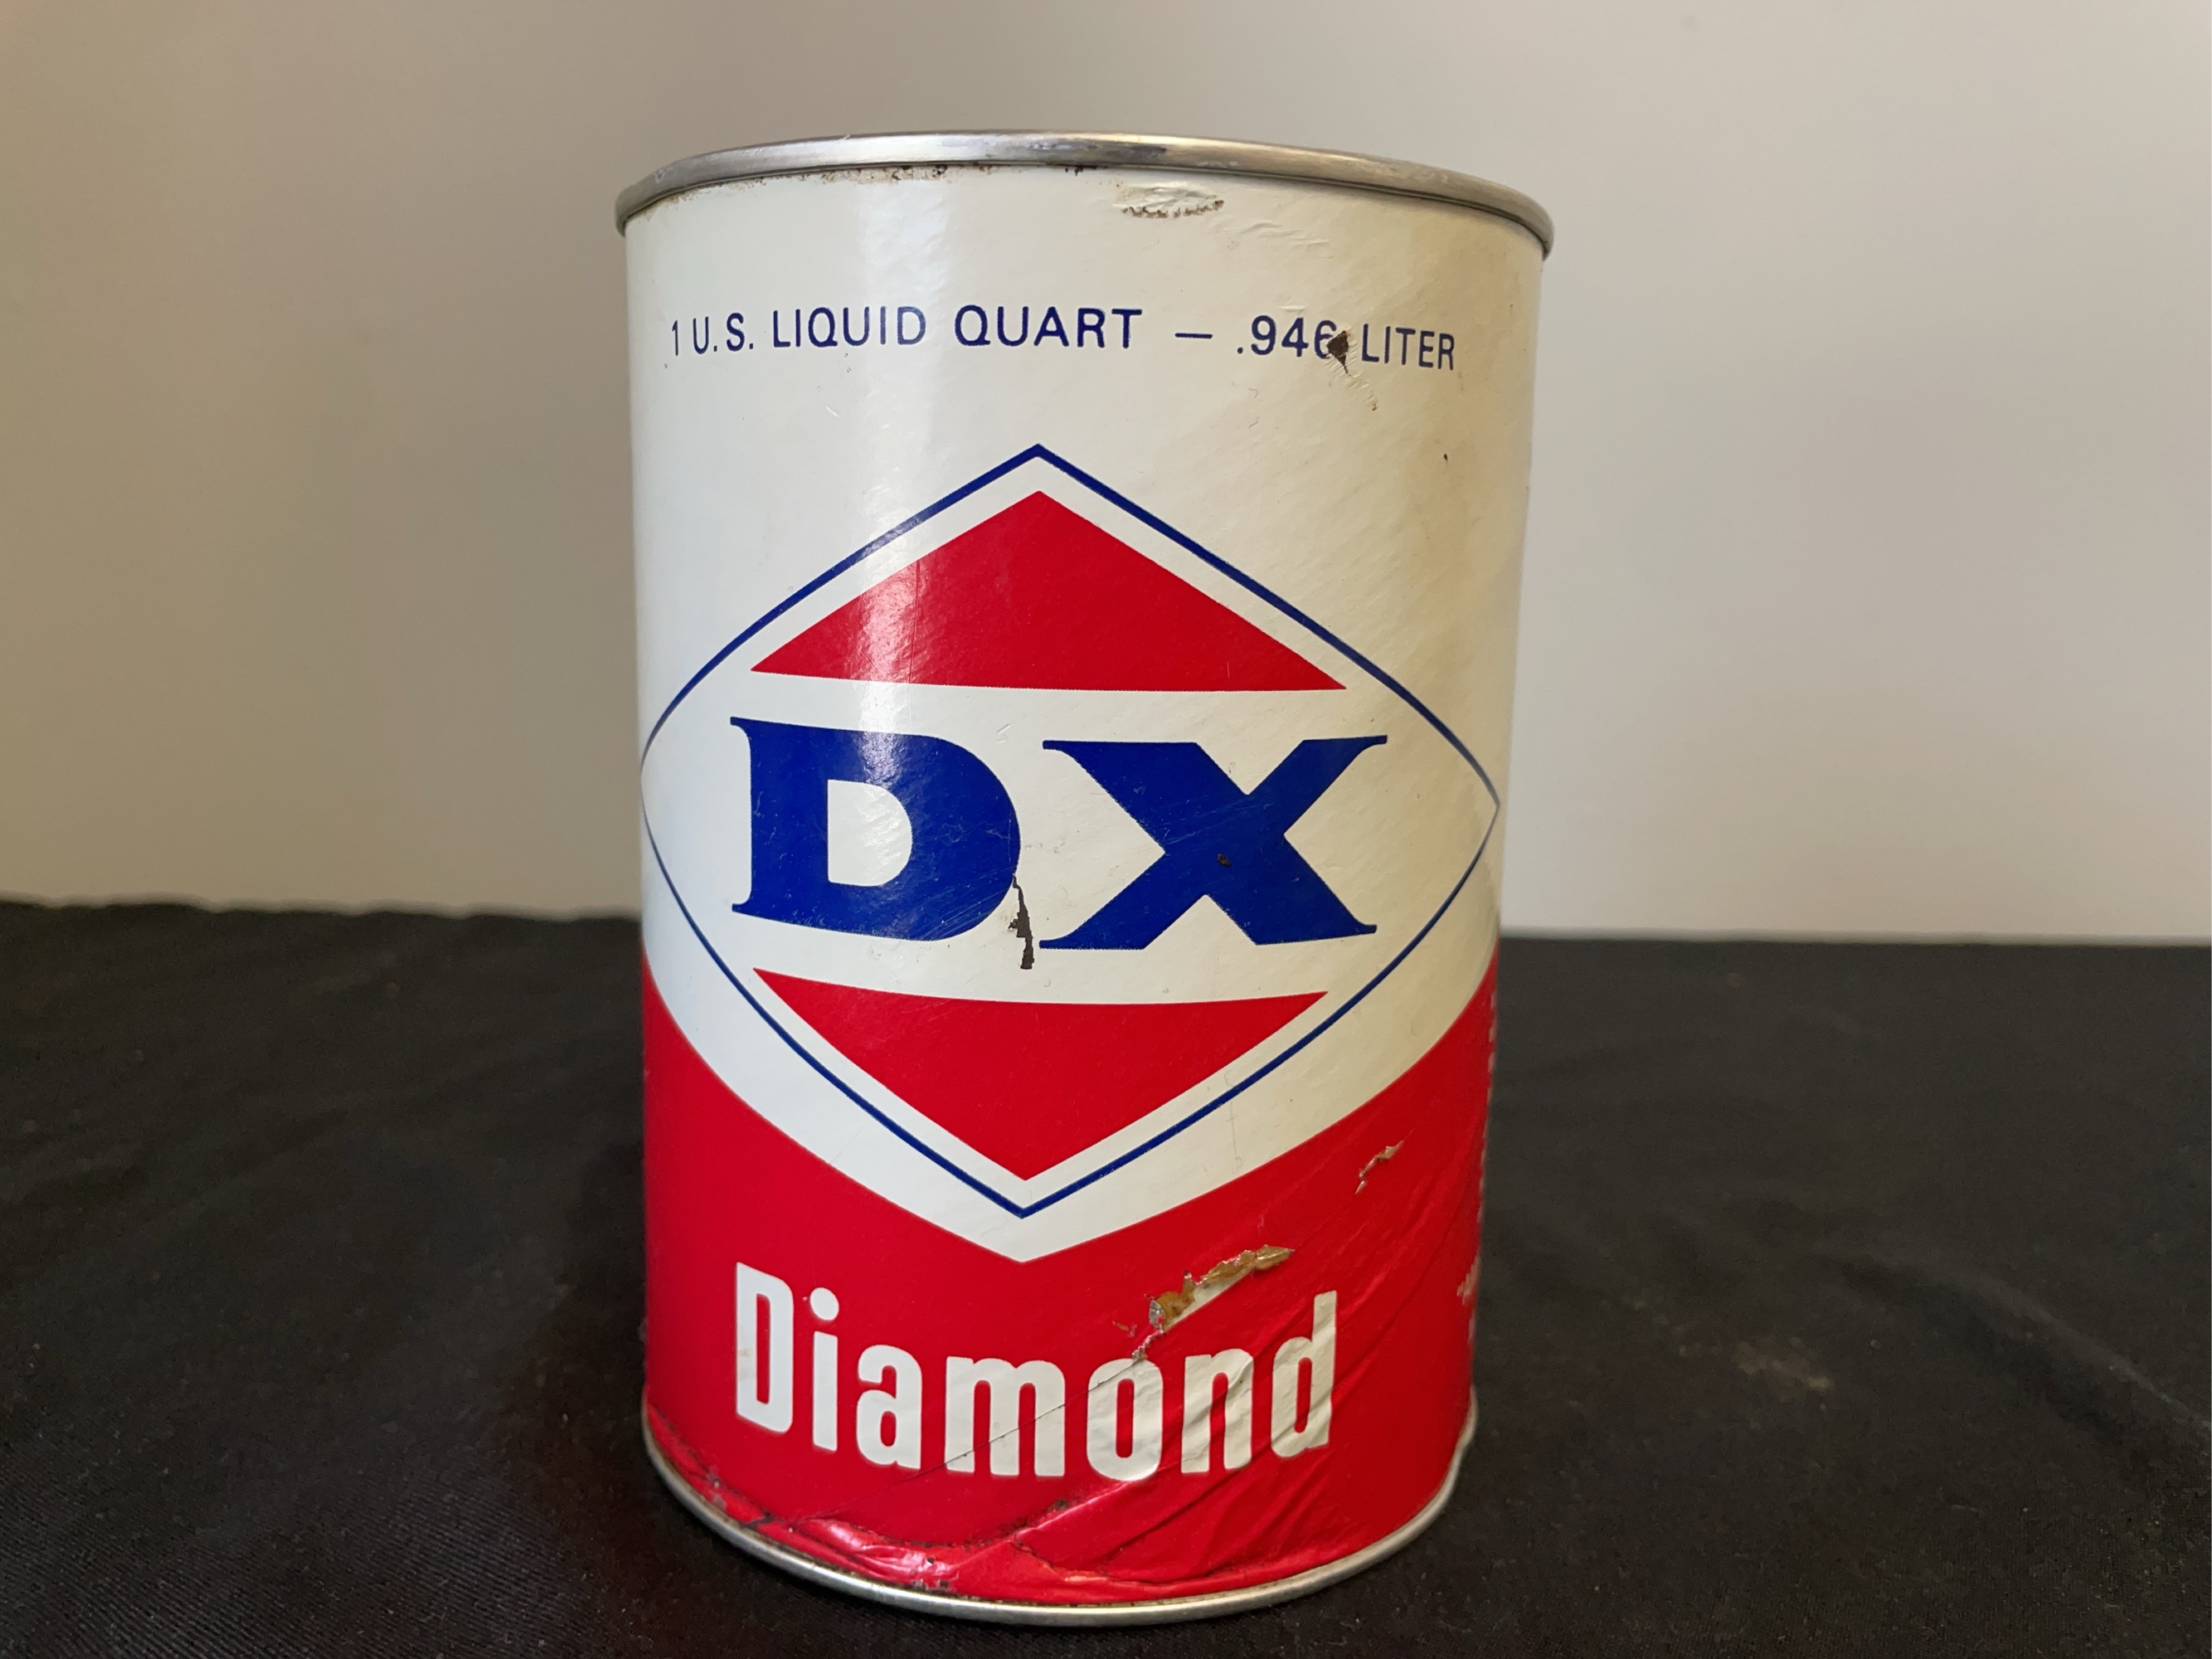 1 U.S. LIQUID QUART — .946 LITER
DX
Diamond